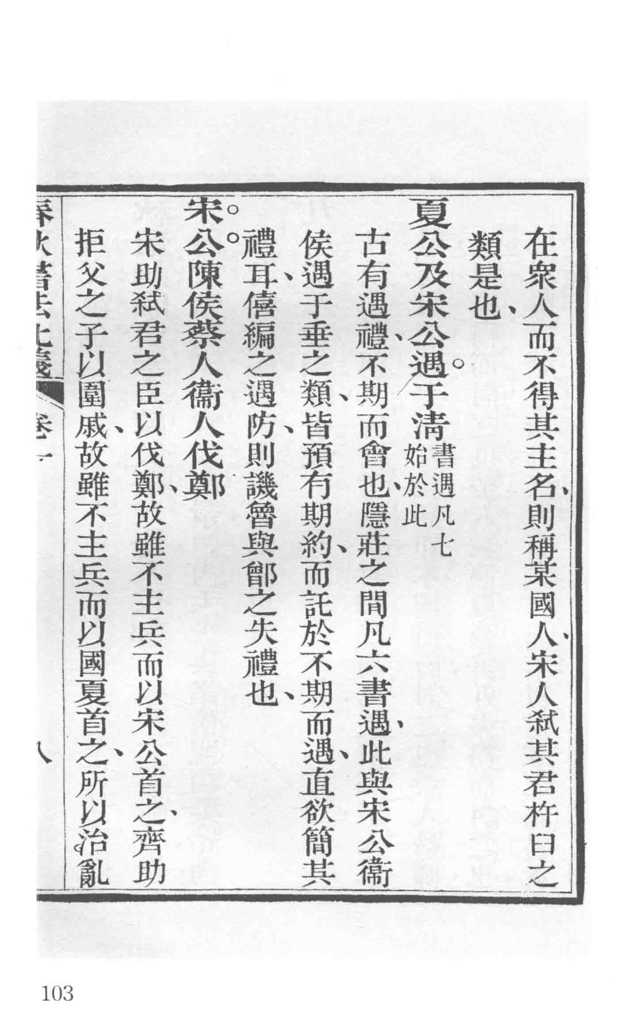 在衆人而不得其主名、則稱某國人、宋人弒其君杵臼之
類是也、
夏公及宋公遇于淸。書遇凡七
始於此
古有遇禮、不期而會也、隱莊之間凡六書遇、此與宋公衞
侯遇于垂之類、皆預有期約、而託於不期而遇、直欲簡其
禮耳、僖編之遇防、則譏魯與鄫之失禮也、
宋公。陳侯蔡人衞人伐鄭
宋助弒君之臣以伐鄭、故雖不主兵而以宋公首之、齊助
拒父之子以圍戚、故雖不主兵而以國夏首之、所以治亂
春秋書法比義 卷一 八
103